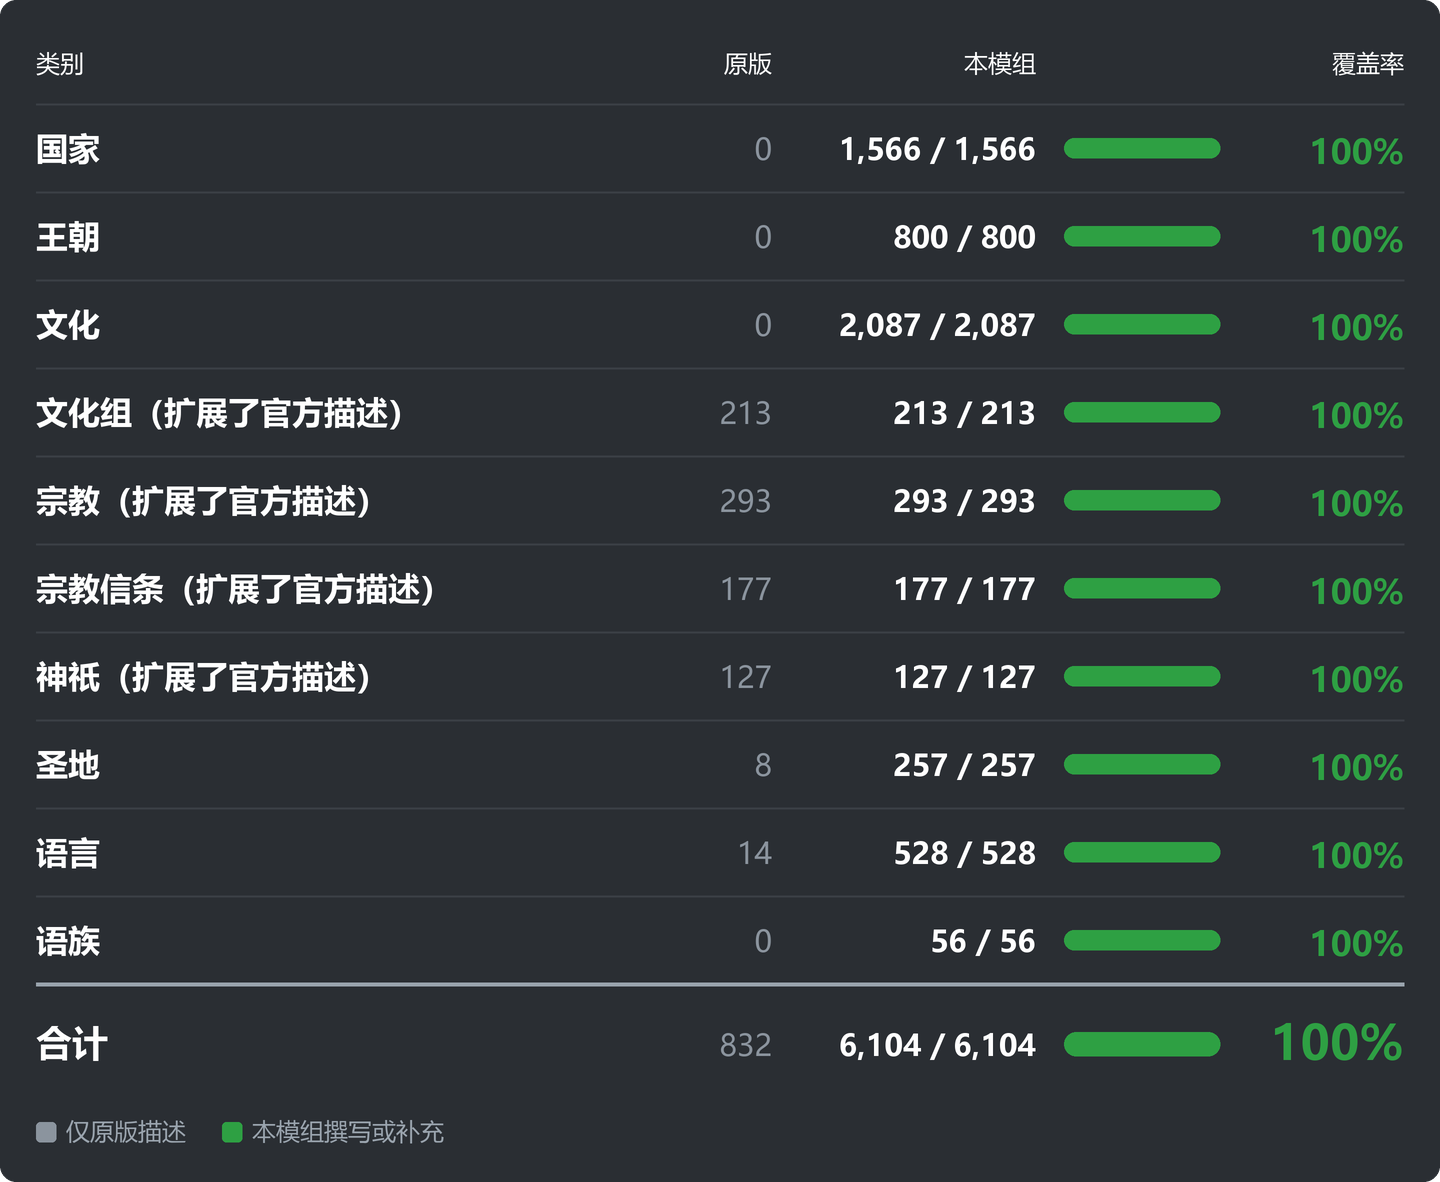 类别 原版 本模组 覆盖率
国家 0 1,566 / 1,566 100%
王朝 0 800 / 800 100%
文化 0 2,087 / 2,087 100%
文化组（扩展了官方描述） 213 213 / 213 100%
宗教（扩展了官方描述） 293 293 / 293 100%
宗教信条（扩展了官方描述） 177 177 / 177 100%
神祇（扩展了官方描述） 127 127 / 127 100%
圣地 8 257 / 257 100%
语言 14 528 / 528 100%
语族 0 56 / 56 100%
合计 832 6,104 / 6,104 100%
仅原版描述 本模组撰写或补充